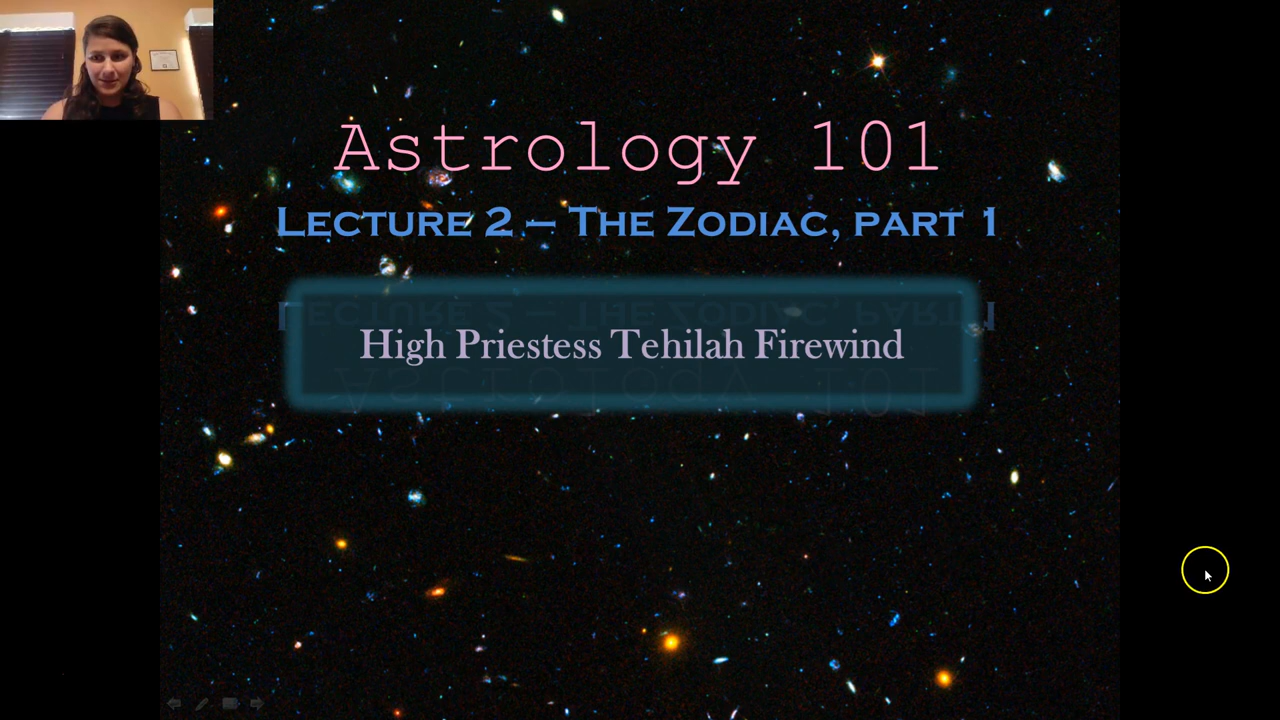 Astrology 101
Lecture 2 – The Zodiac, part 1
High Priestess Tehilah Firewind